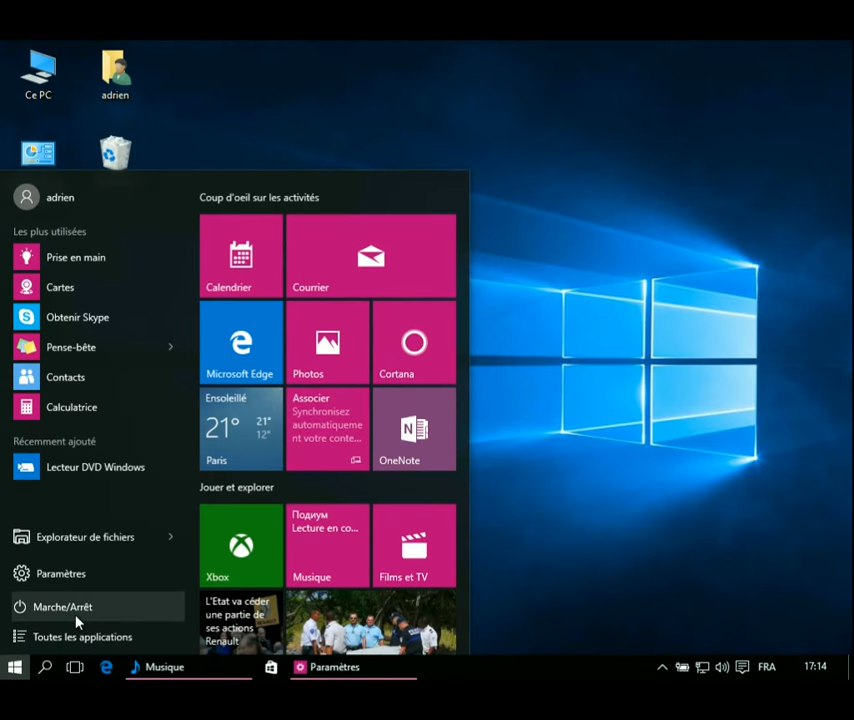 Ce PC
adrien
adrien
Les plus utilisées
Prise en main
Cartes
Obtenir Skype
Pense-bête
Contacts
Calculatrice
Récemment ajouté
Lecteur DVD Windows
Explorateur de fichiers
Paramètres
Marche/Arrêt
Toutes les applications
Coup d'oeil sur les activités
Calendrier
Courrier
Microsoft Edge
Photos
Cortana
Ensoleillé
21°
21°
12°
Paris
Associer
Synchronisez
automatiqueme
nt votre conte...
N
OneNote
Jouer et explorer
Xbox
Подиум
Lecture en co...
Musique
Films et TV
L'Etat va céder
une partie de
ses actions
Renault
Musique
Paramètres
FRA
17:14